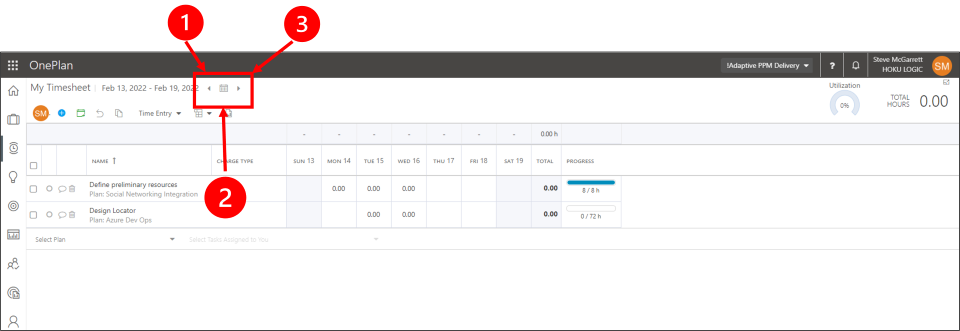 1
3
OnePlan
!Adaptive PPM Delivery
?
Steve McGarrett
HOKU LOGIC
SM
My Timesheet | Feb 13, 2022 - Feb 19, 2022
Utilization
0%
TOTAL
HOURS
0.00
SM
Time Entry
- - - - - - - 0.00 h
NAME CHARGE TYPE SUN 13 MON 14 TUE 15 WED 16 THU 17 FRI 18 SAT 19 TOTAL PROGRESS
2
Define preliminary resources
Plan: Social Networking Integration
0.00 0.00 0.00 0.00
8 / 8 h
Design Locator
Plan: Azure Dev Ops
0.00 0.00 0.00
0 / 72 h
Select Plan
Select Tasks Assigned to You